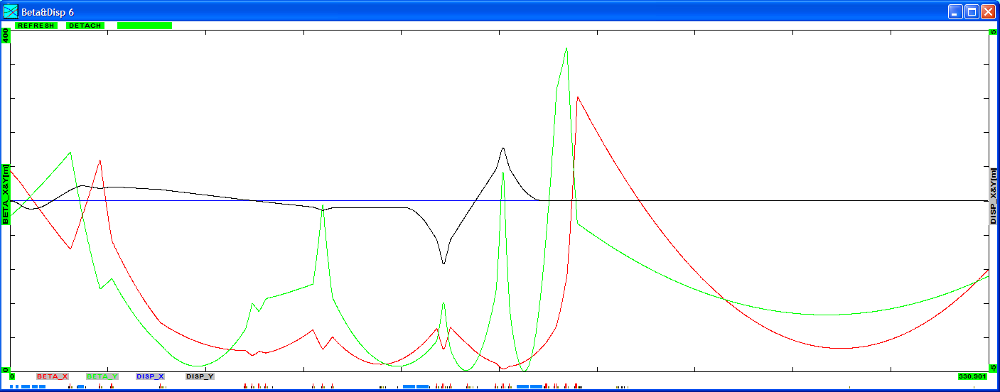 Beta&Disp 6
REFRESH DETACH
400 5
BETA_X&Y[m] DISP_X&Y[m]
0 -5
0 BETA_X BETA_Y DISP_X DISP_Y 330.901